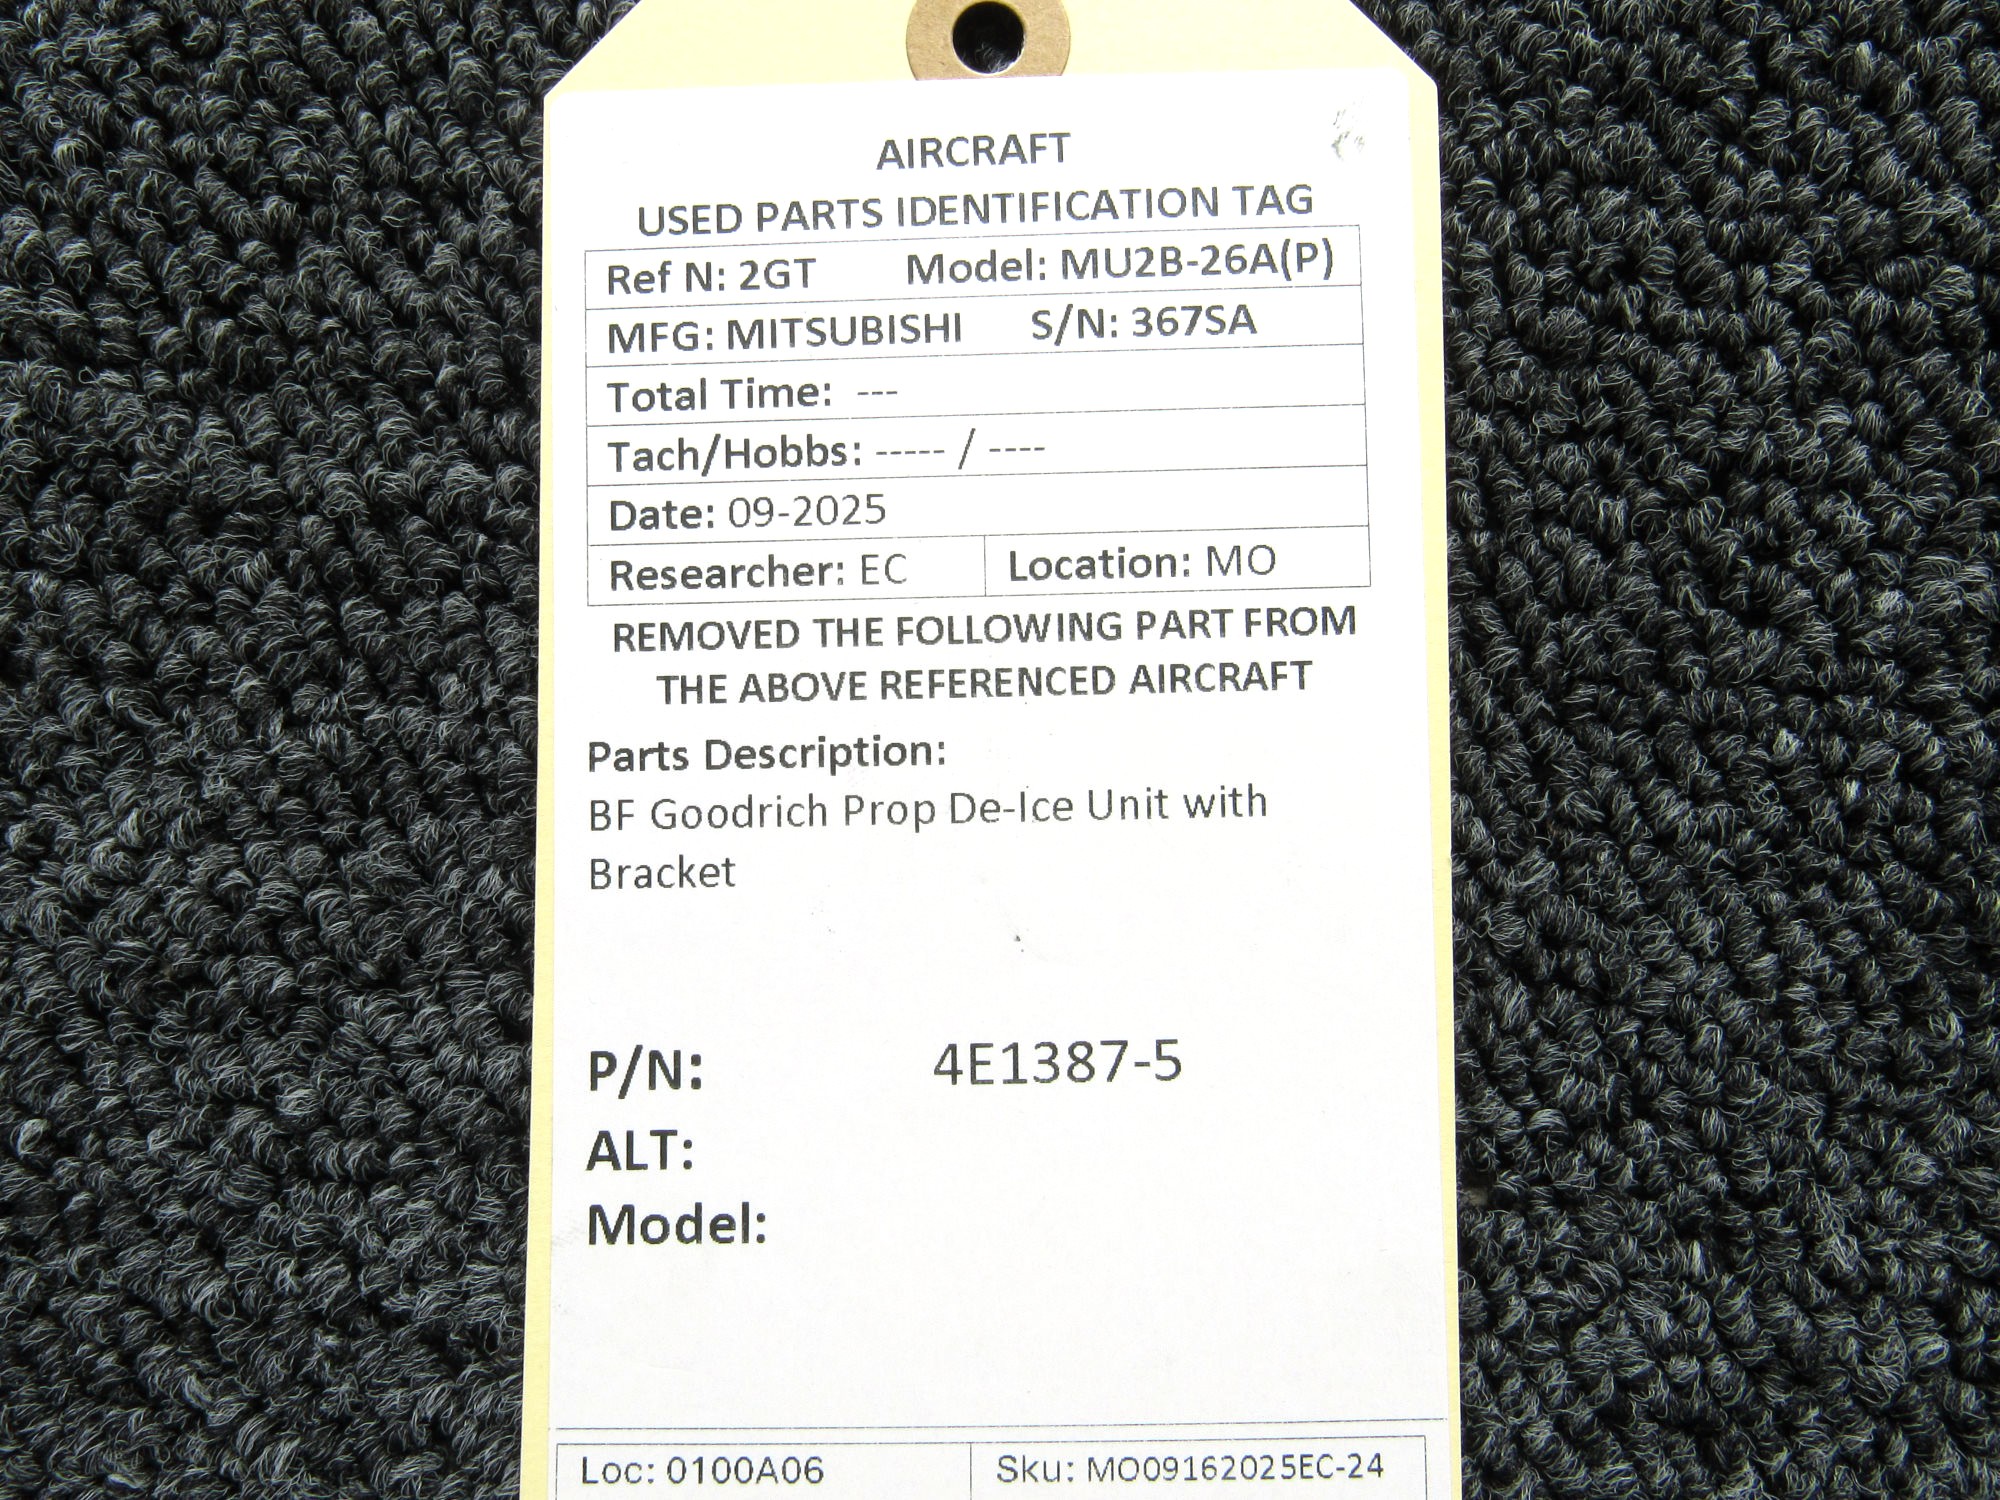 AIRCRAFT
USED PARTS IDENTIFICATION TAG
Ref N: 2GT Model: MU2B-26A(P)
MFG: MITSUBISHI S/N: 367SA
Total Time: ---
Tach/Hobbs: ----- / ----
Date: 09-2025
Researcher: EC Location: MO
REMOVED THE FOLLOWING PART FROM
THE ABOVE REFERENCED AIRCRAFT
Parts Description:
BF Goodrich Prop De-Ice Unit with
Bracket
P/N: 4E1387-5
ALT:
Model:
Loc: 0100A06 Sku: MO09162025EC-24